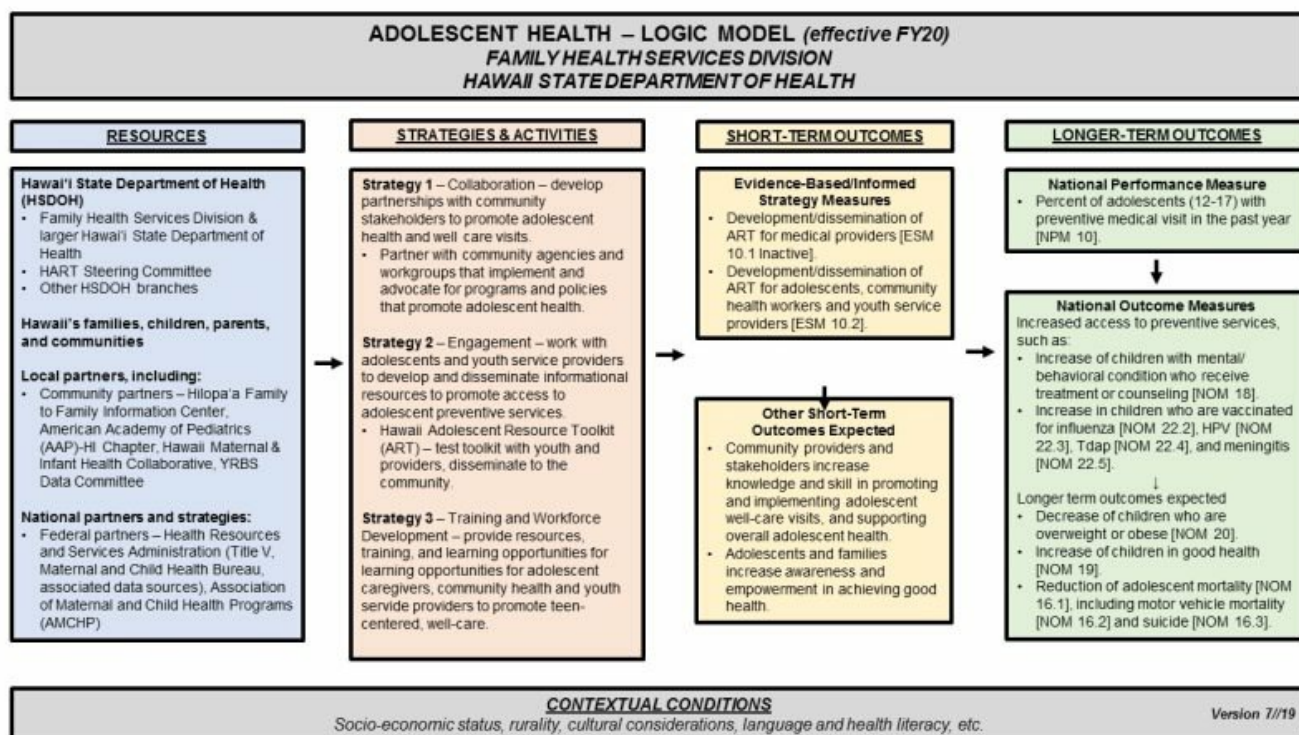 ADOLESCENT HEALTH – LOGIC MODEL (effective FY20)
FAMILY HEALTH SERVICES DIVISION
HAWAII STATE DEPARTMENT OF HEALTH
RESOURCES
Hawai'i State Department of Health
(HSDOH)
• Family Health Services Division &
larger Hawai'i State Department of
Health
• HART Steering Committee
• Other HSDOH branches
Hawaii's families, children, parents,
and communities
Local partners, including:
• Community partners – Hilopa'a Family
to Family Information Center,
American Academy of Pediatrics
(AAP)-HI Chapter, Hawaii Maternal &
Infant Health Collaborative, YRBS
Data Committee
National partners and strategies:
• Federal partners – Health Resources
and Services Administration (Title V,
Maternal and Child Health Bureau,
associated data sources), Association
of Maternal and Child Health Programs
(AMCHP)
STRATEGIES & ACTIVITIES
Strategy 1 – Collaboration – develop
partnerships with community
stakeholders to promote adolescent
health and well care visits.
• Partner with community agencies and
workgroups that implement and
advocate for programs and policies
that promote adolescent health.
Strategy 2 – Engagement – work with
adolescents and youth service providers
to develop and disseminate informational
resources to promote access to
adolescent preventive services.
• Hawaii Adolescent Resource Toolkit
(ART) – test toolkit with youth and
providers, disseminate to the
community.
Strategy 3 – Training and Workforce
Development – provide resources,
training, and learning opportunities for
learning opportunities for adolescent
caregivers, community health and youth
servide providers to promote teen-
centered, well-care.
SHORT-TERM OUTCOMES
Evidence-Based/Informed
Strategy Measures
• Development/dissemination of
ART for medical providers [ESM
10.1 Inactive].
• Development/dissemination of
ART for adolescents, community
health workers and youth service
providers [ESM 10.2].
Other Short-Term
Outcomes Expected
• Community providers and
stakeholders increase
knowledge and skill in promoting
and implementing adolescent
well-care visits, and supporting
overall adolescent health.
• Adolescents and families
increase awareness and
empowerment in achieving good
health.
LONGER-TERM OUTCOMES
National Performance Measure
• Percent of adolescents (12-17) with
preventive medical visit in the past year
[NPM 10].
National Outcome Measures
Increased access to preventive services,
such as:
• Increase of children with mental/
behavioral condition who receive
treatment or counseling [NOM 18].
• Increase in children who are vaccinated
for influenza [NOM 22.2], HPV [NOM
22.3], Tdap [NOM 22.4], and meningitis
[NOM 22.5].
↓
Longer term outcomes expected
• Decrease of children who are
overweight or obese [NOM 20].
• Increase of children in good health
[NOM 19].
• Reduction of adolescent mortality [NOM
16.1], including motor vehicle mortality
[NOM 16.2] and suicide [NOM 16.3].
CONTEXTUAL CONDITIONS
Socio-economic status, rurality, cultural considerations, language and health literacy, etc.
Version 7//19